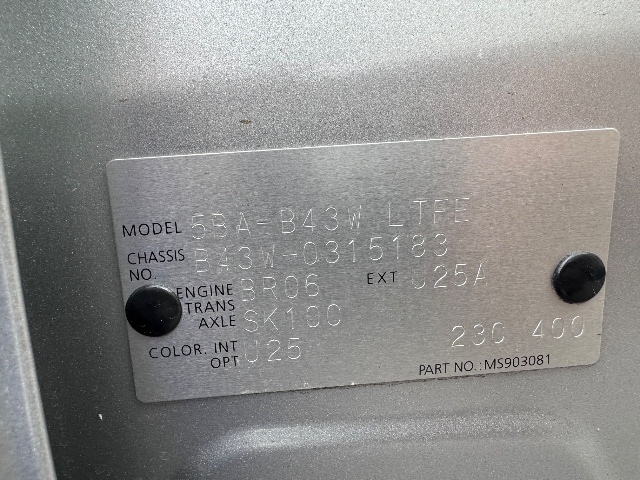 MODEL 5BA-B43W LTPE
CHASSIS NO. B43W-0315183
ENGINE BR06 EXT U25A
TRANS AXLE SK160
COLOR. INT OPT U25 230 400
PART NO.: MS903081